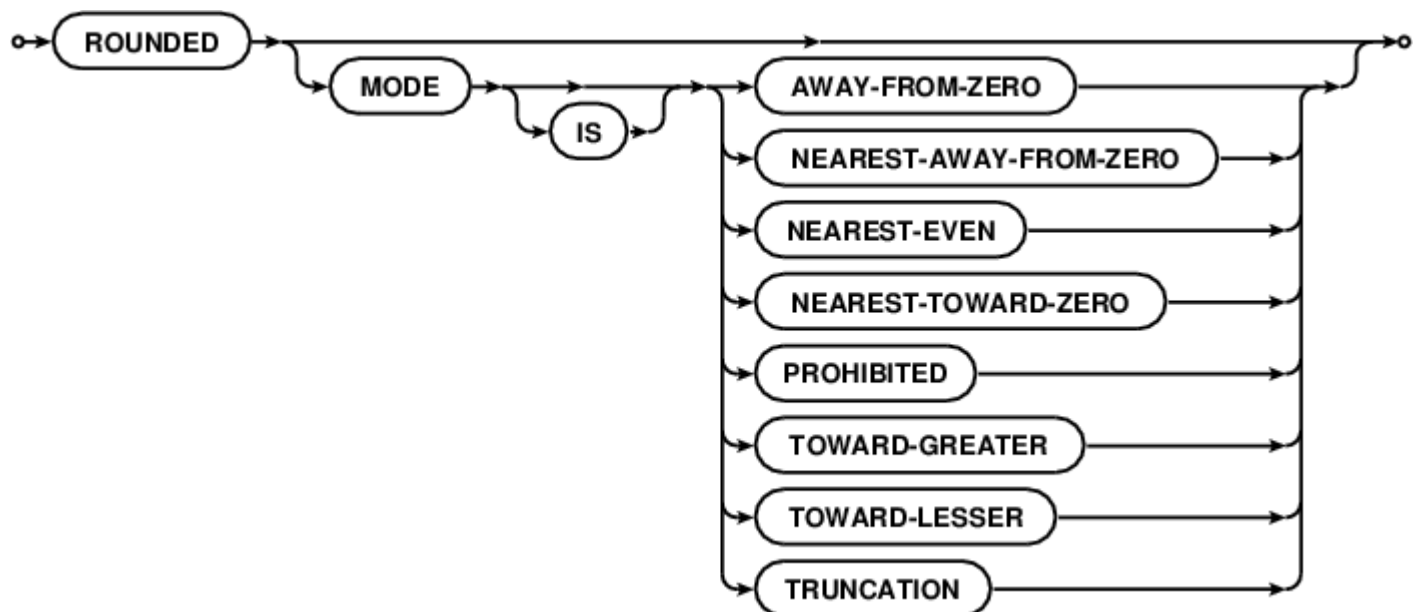 ROUNDED
MODE
IS
AWAY-FROM-ZERO
NEAREST-AWAY-FROM-ZERO
NEAREST-EVEN
NEAREST-TOWARD-ZERO
PROHIBITED
TOWARD-GREATER
TOWARD-LESSER
TRUNCATION